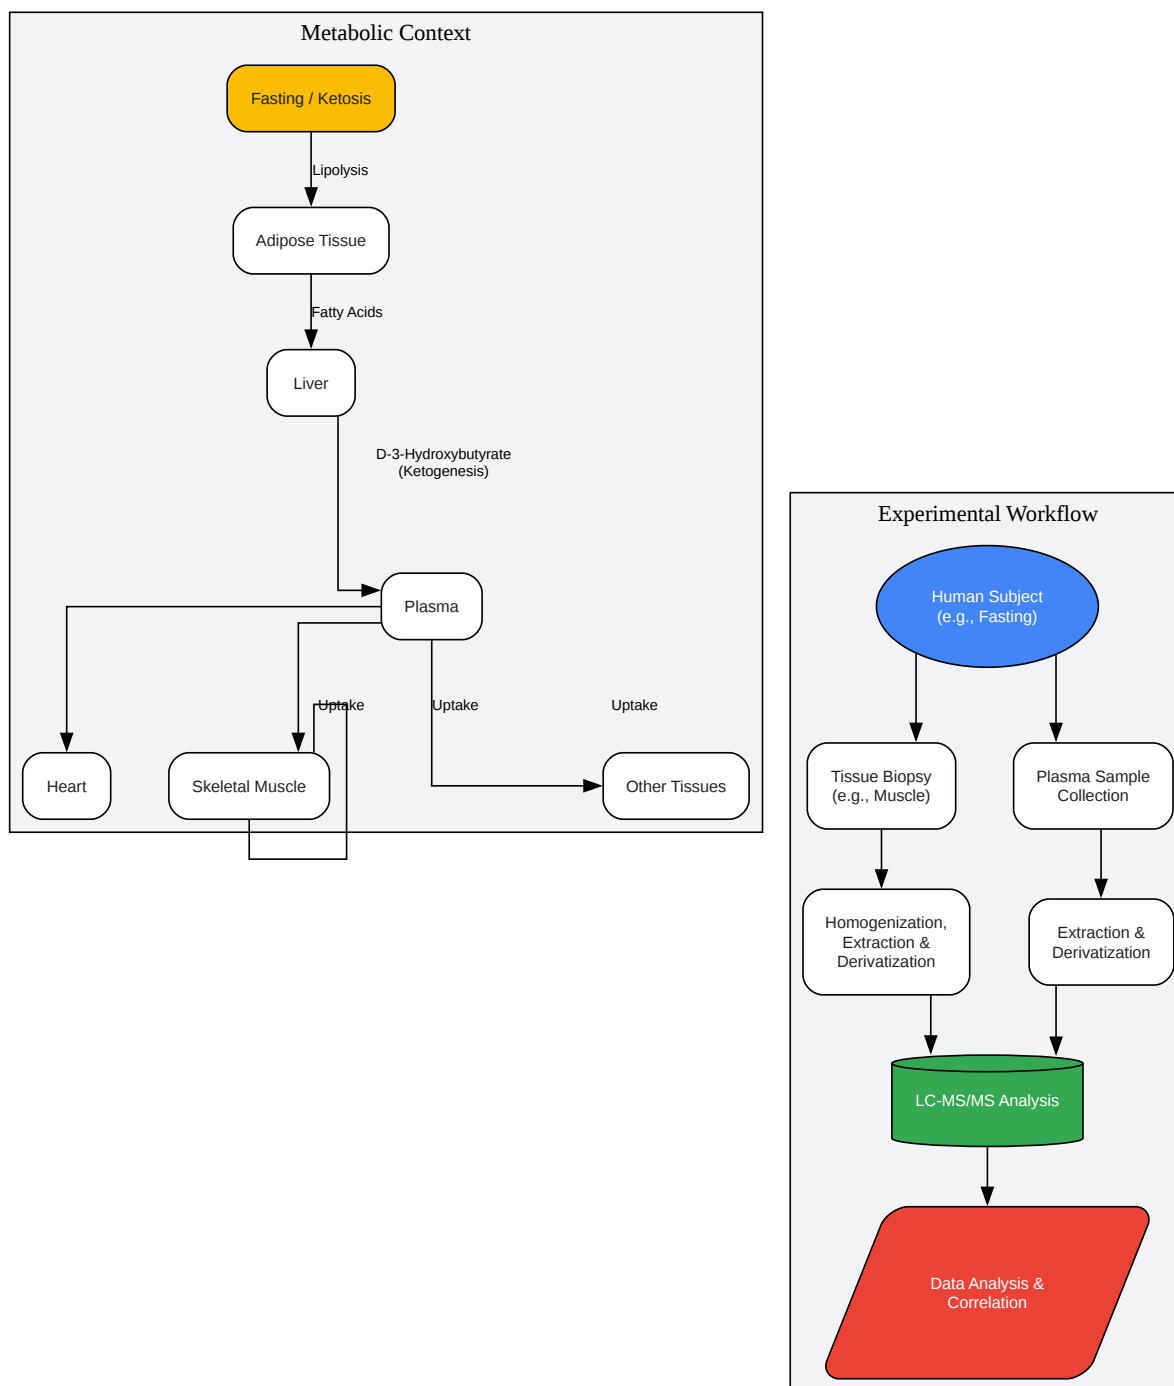 Metabolic Context
Fasting / Ketosis
Lipolysis
Adipose Tissue
Fatty Acids
Liver
D-3-Hydroxybutyrate
(Ketogenesis)
Plasma
Uptake
Uptake
Uptake
Heart
Skeletal Muscle
Other Tissues
Experimental Workflow
Human Subject
(e.g., Fasting)
Tissue Biopsy
(e.g., Muscle)
Plasma Sample
Collection
Homogenization,
Extraction &
Derivatization
Extraction &
Derivatization
LC-MS/MS Analysis
Data Analysis &
Correlation